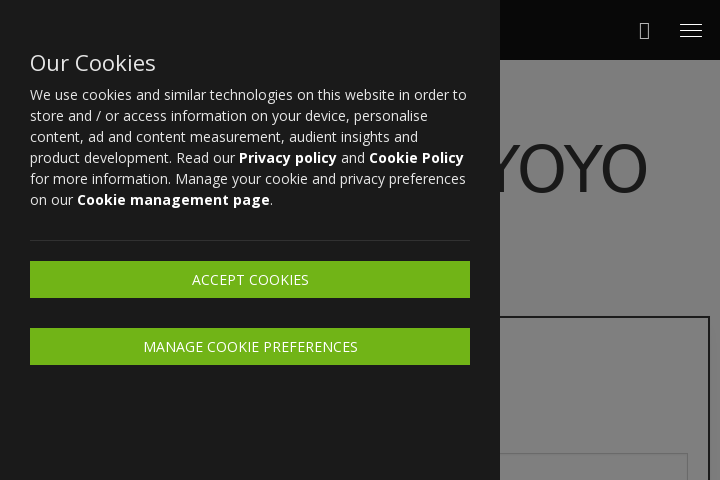 Our Cookies
We use cookies and similar technologies on this website in order to
store and / or access information on your device, personalise
content, ad and content measurement, audient insights and
product development. Read our Privacy policy and Cookie Policy
for more information. Manage your cookie and privacy preferences
on our Cookie management page.
ACCEPT COOKIES
MANAGE COOKIE PREFERENCES
YOYO